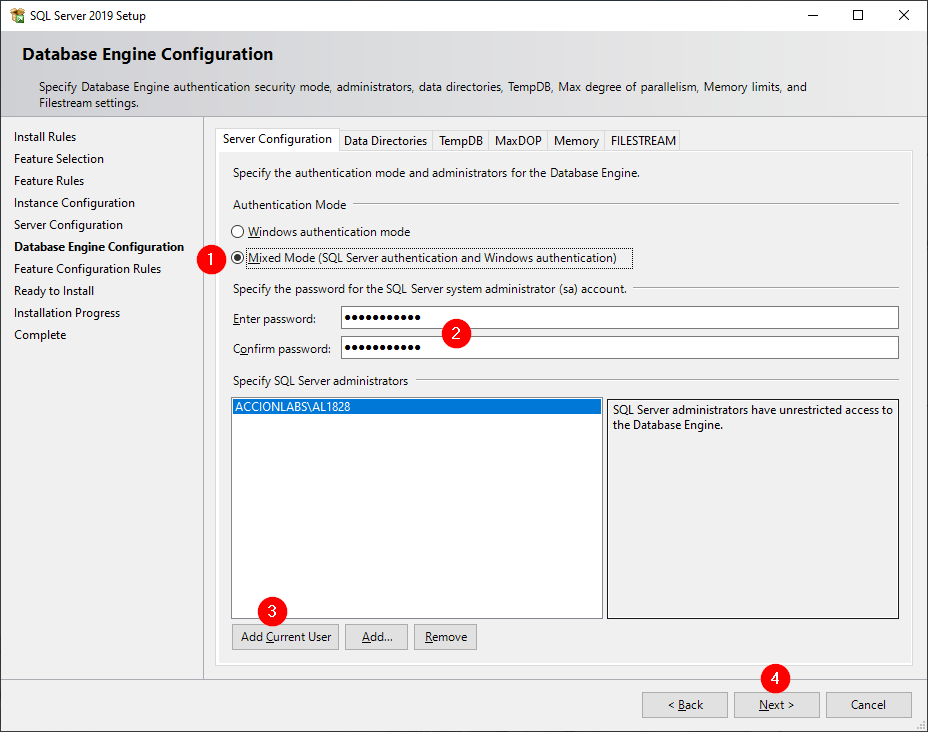 SQL Server 2019 Setup
Database Engine Configuration
Specify Database Engine authentication security mode, administrators, data directories, TempDB, Max degree of parallelism, Memory limits, and
Filestream settings.
Install Rules
Feature Selection
Feature Rules
Instance Configuration
Server Configuration
Database Engine Configuration
Feature Configuration Rules
Ready to Install
Installation Progress
Complete
Server Configuration Data Directories TempDB MaxDOP Memory FILESTREAM
Specify the authentication mode and administrators for the Database Engine.
Authentication Mode
Windows authentication mode
1
Mixed Mode (SQL Server authentication and Windows authentication)
Specify the password for the SQL Server system administrator (sa) account.
Enter password: ●●●●●●●●●●●
2
Confirm password: ●●●●●●●●●●●
Specify SQL Server administrators
ACCIONLABS\AL1828
SQL Server administrators have unrestricted access to
the Database Engine.
3
Add Current User Add... Remove
4
< Back Next > Cancel